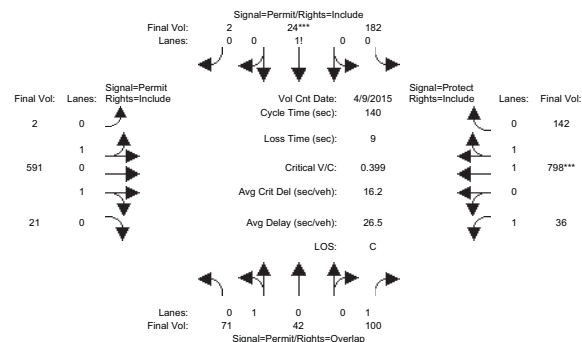 Signal=Permit/Rights=Include
Final Vol: 2 24*** 182
Lanes: 0 0 1! 0 0
Signal=Permit Signal=Protect
Final Vol: Lanes: Rights=Include Vol Cnt Date: 4/9/2015 Rights=Include Lanes: Final Vol:
Cycle Time (sec): 140
2 0 0 142
Loss Time (sec): 9
1 1
591 0 Critical V/C: 0.399 1 798***
1 Avg Crit Del (sec/veh): 16.2 0
21 0 Avg Delay (sec/veh): 26.5 1 36
LOS: C
Lanes: 0 1 0 0 1
Final Vol: 71 42 100
Signal=Permit/Rights=Overlap